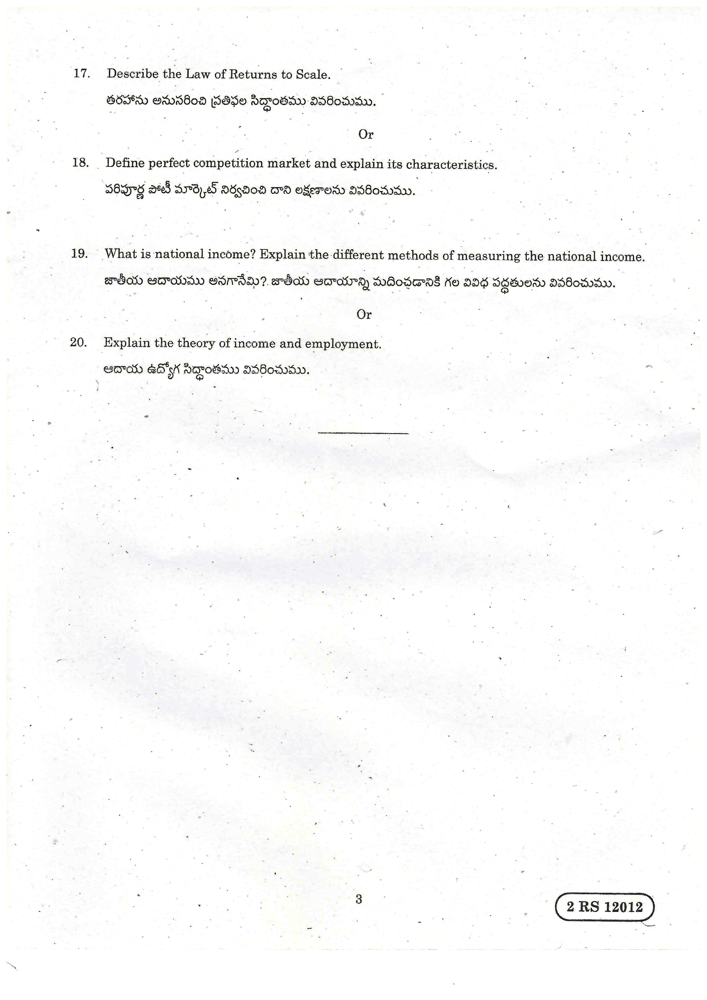 17. Describe the Law of Returns to Scale.
తరహాను అనుసరించి ప్రతిఫల సిద్ధాంతము వివరించుము.
Or
18. Define perfect competition market and explain its characteristics.
పరిపూర్ణ పోటీ మార్కెట్ నిర్వచించి దాని లక్షణాలను వివరించుము.
19. What is national income? Explain the different methods of measuring the national income.
జాతీయ ఆదాయము అనగానేమి? జాతీయ ఆదాయాన్ని మదించడానికి గల వివిధ పద్ధతులను వివరించుము.
Or
20. Explain the theory of income and employment.
ఆదాయ ఉద్యోగ సిద్ధాంతము వివరించుము.
3
2 RS 12012